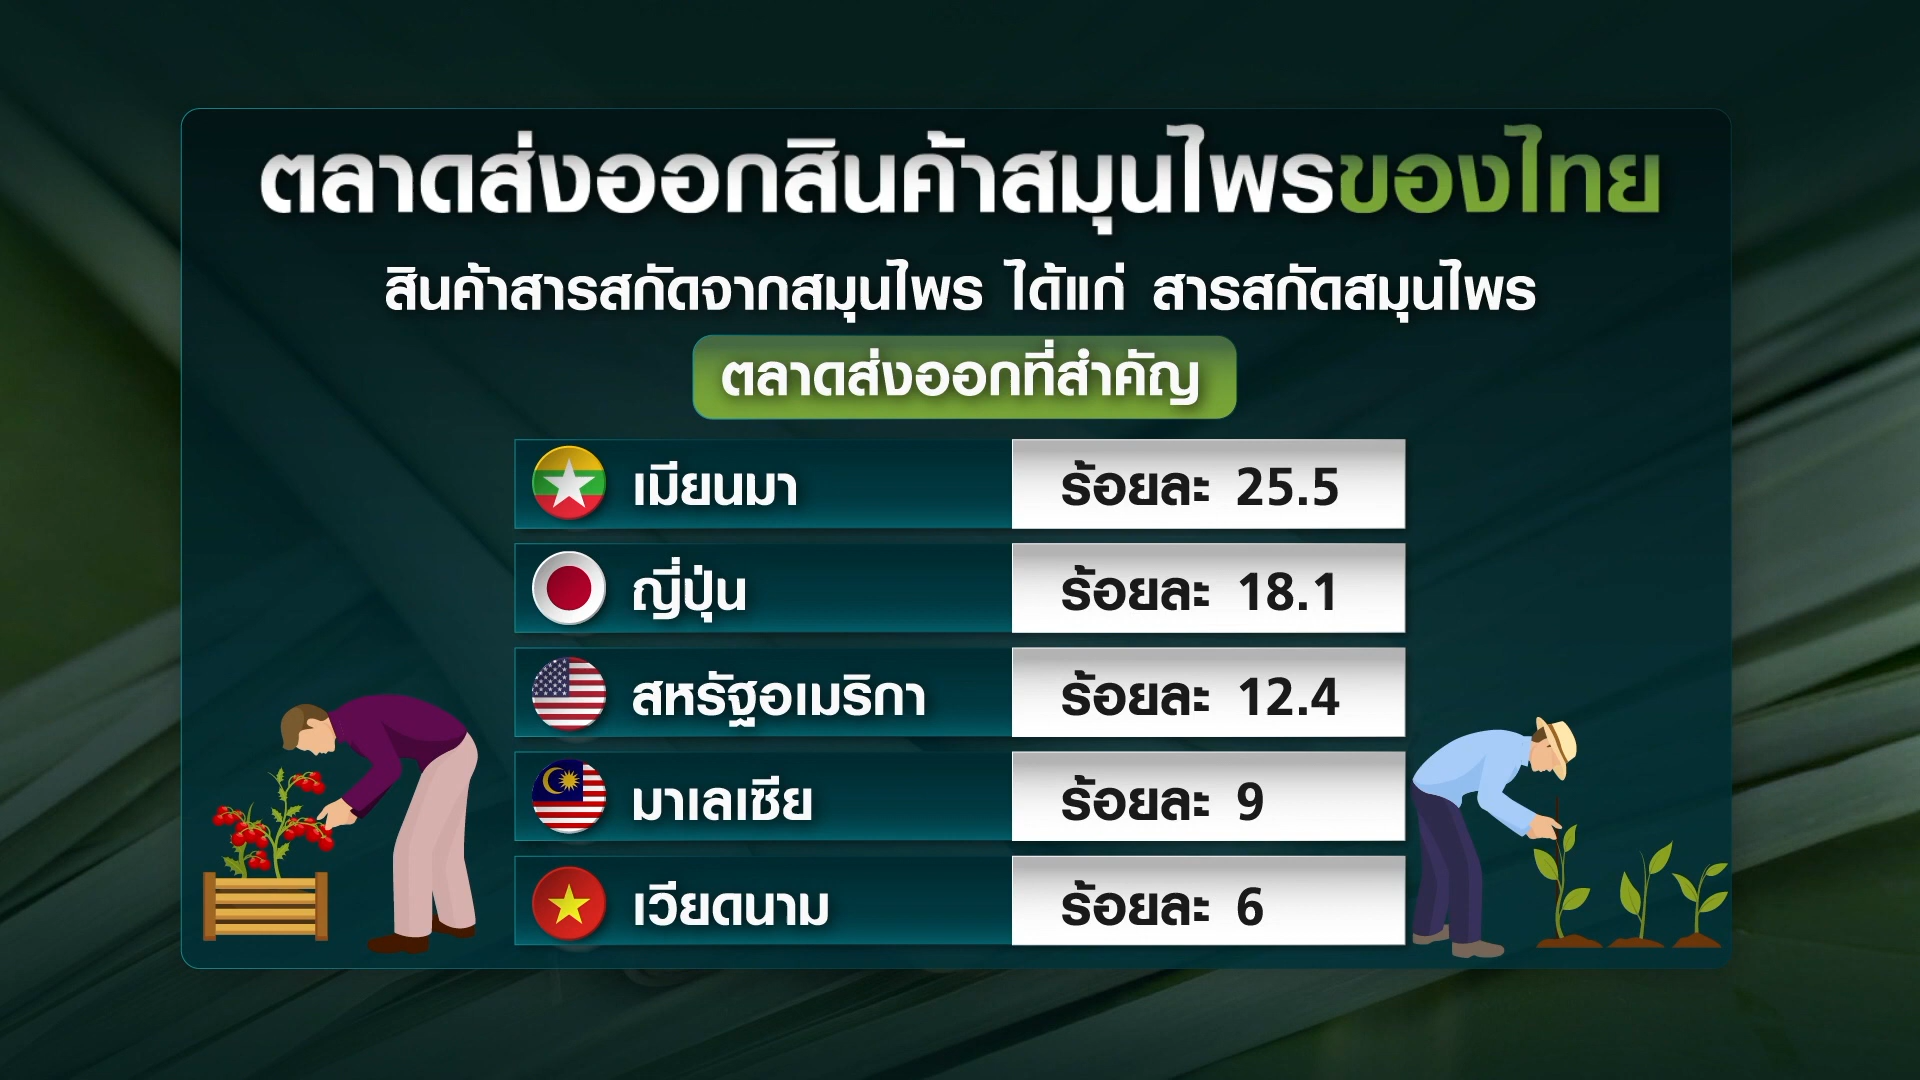 ตลาดส่งออกสินค้าสมุนไพรของไทย
สินค้าสารสกัดจากสมุนไพร ได้แก่ สารสกัดสมุนไพร
ตลาดส่งออกที่สำคัญ
เมียนมา ร้อยละ 25.5
ญี่ปุ่น ร้อยละ 18.1
สหรัฐอเมริกา ร้อยละ 12.4
มาเลเซีย ร้อยละ 9
เวียดนาม ร้อยละ 6